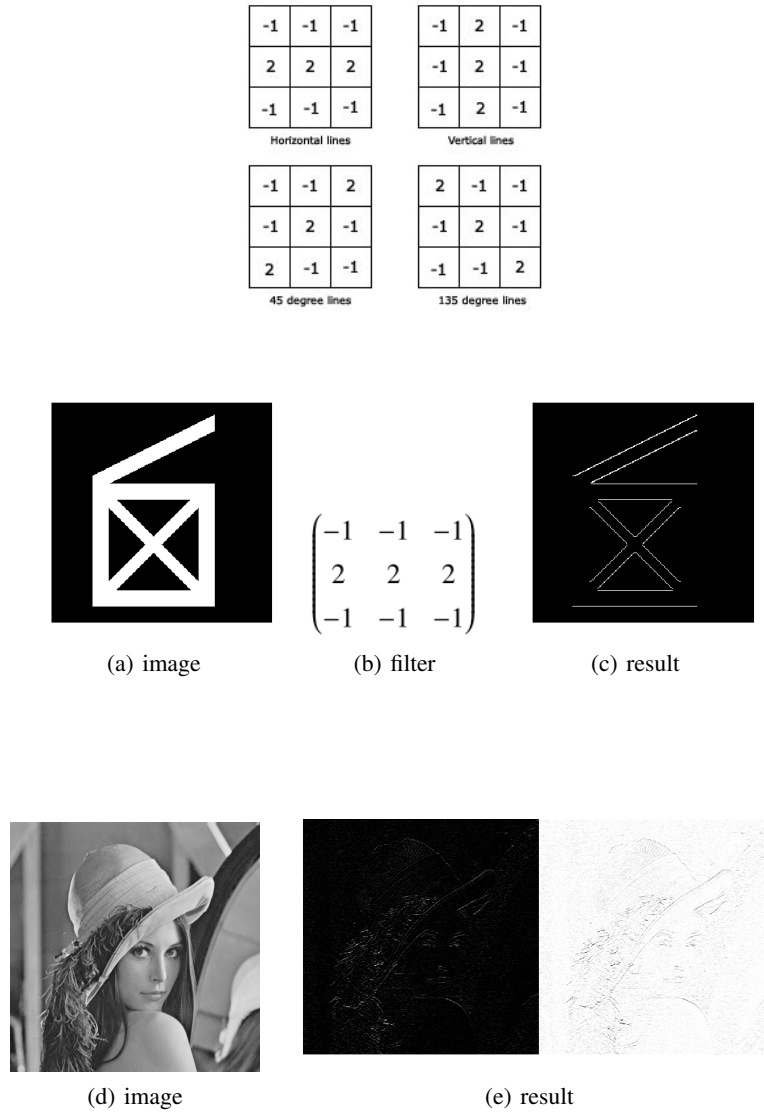 -1 -1 -1 -1 2 -1
2 2 2 -1 2 -1
-1 -1 -1 -1 2 -1
Horizontal lines Vertical lines
-1 -1 2 2 -1 -1
-1 2 -1 -1 2 -1
2 -1 -1 -1 -1 2
45 degree lines 135 degree lines
−1 −1 −1
2 2 2
−1 −1 −1
(a) image (b) filter (c) result
(d) image (e) result